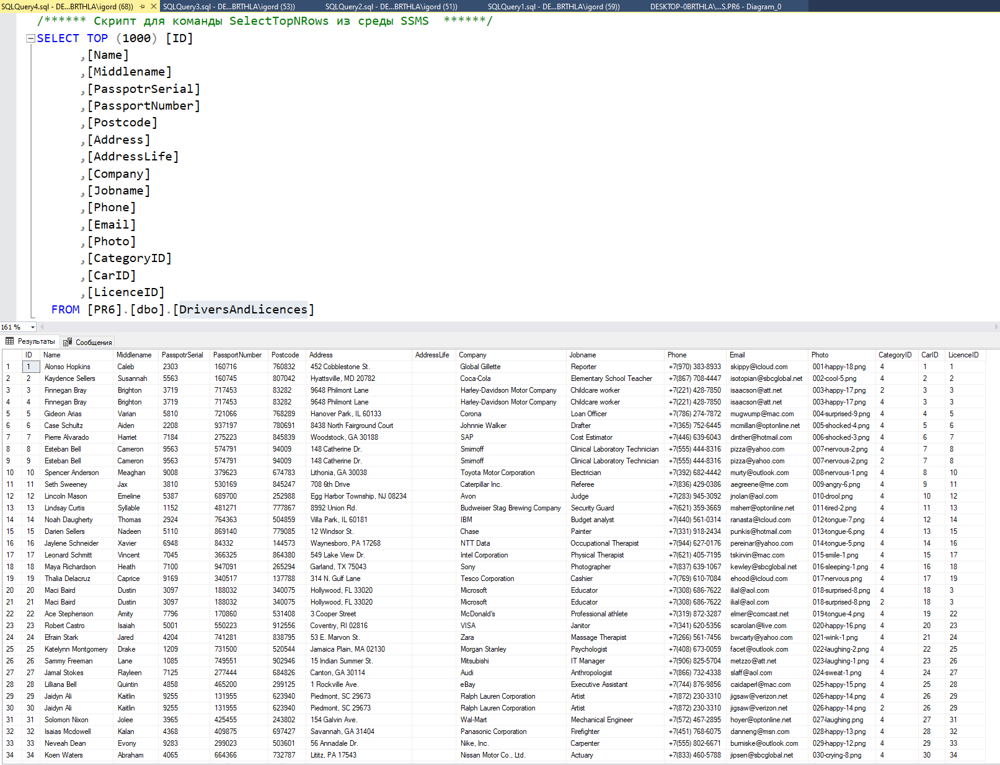 SQLQuery4.sql - DE...BRTHLA\igord (68)) SQLQuery3.sql - DE...BRTHLA\igord (53)) SQLQuery2.sql - DE...BRTHLA\igord (51)) SQLQuery1.sql - DE...BRTHLA\igord (59)) DESKTOP-0BRTHLA\...S.PR6 - Diagram_0
/****** Скрипт для команды SelectTopNRows из среды SSMS ******/
SELECT TOP (1000) [ID]
,[Name]
,[Middlename]
,[PasspotrSerial]
,[PassportNumber]
,[Postcode]
,[Address]
,[AddressLife]
,[Company]
,[Jobname]
,[Phone]
,[Email]
,[Photo]
,[CategoryID]
,[CarID]
,[LicenceID]
FROM [PR6].[dbo].[DriversAndLicences]
161 %
Результаты Сообщения
ID Name Middlename PasspotrSerial PassportNumber Postcode Address AddressLife Company Jobname Phone Email Photo CategoryID CarID LicenceID
1 1 Alonso Hopkins Caleb 2303 160716 760832 452 Cobblestone St. Global Gillette Reporter +7(970) 383-8933 skippy@icloud.com 001-happy-18.png 4 1 1
2 2 Kaydence Sellers Susannah 5563 160745 807042 Hyattsville, MD 20782 Coca-Cola Elementary School Teacher +7(867) 708-4447 isotopian@sbcglobal.net 002-cool-5.png 4 2 2
3 3 Finnegan Bray Brighton 3719 717453 83282 9648 Philmont Lane Harley-Davidson Motor Company Childcare worker +7(221) 428-7850 isaacson@att.net 003-happy-17.png 2 3 3
4 4 Finnegan Bray Brighton 3719 717453 83282 9648 Philmont Lane Harley-Davidson Motor Company Childcare worker +7(221) 428-7850 isaacson@att.net 003-happy-17.png 4 3 3
5 5 Gideon Arias Varian 5810 721066 768289 Hanover Park, IL 60133 Corona Loan Officer +7(786) 274-7872 mugwump@mac.com 004-surprised-9.png 4 4 5
6 6 Case Schultz Aiden 2208 937197 780691 8438 North Fairground Court Johnnie Walker Drafter +7(365) 752-6445 mcmillan@optonline.net 005-shocked-4.png 4 5 6
7 7 Pierre Alvarado Harriet 7184 275223 845839 Woodstock, GA 30188 SAP Cost Estimator +7(446) 639-6043 dinther@hotmail.com 006-shocked-3.png 4 6 7
8 8 Esteban Bell Cameron 9563 574791 94009 148 Catherine Dr. Smirnoff Clinical Laboratory Technician +7(555) 444-8316 pizza@yahoo.com 007-nervous-2.png 4 7 8
9 9 Esteban Bell Cameron 9563 574791 94009 148 Catherine Dr. Smirnoff Clinical Laboratory Technician +7(555) 444-8316 pizza@yahoo.com 007-nervous-2.png 2 7 8
10 10 Spencer Anderson Meaghan 9008 379623 674783 Lithonia, GA 30038 Toyota Motor Corporation Electrician +7(392) 682-4442 murty@outlook.com 008-nervous-1.png 4 8 10
11 11 Seth Sweeney Jax 3810 530169 845247 708 6th Drive Caterpillar Inc. Referee +7(836) 429-0386 aegreene@me.com 009-angry-6.png 4 9 11
12 12 Lincoln Mason Emeline 5387 689700 252988 Egg Harbor Township, NJ 08234 Avon Judge +7(283) 945-3092 jnolan@aol.com 010-drool.png 4 10 12
13 13 Lindsay Curtis Syllable 1152 481271 777867 8992 Union Rd. Budweiser Stag Brewing Company Security Guard +7(621) 359-3669 msherr@optonline.net 011-tired-2.png 4 11 13
14 14 Noah Daugherty Thomas 2924 764363 504859 Villa Park, IL 60181 IBM Budget analyst +7(440) 561-0314 ranasta@icloud.com 012-tongue-7.png 4 12 14
15 15 Darien Sellers Nadeen 5110 869140 779085 12 Windsor St. Chase Painter +7(331) 918-2434 punkis@hotmail.com 013-tongue-6.png 4 13 15
16 16 Jaylene Schneider Xavier 6948 84332 144573 Waynesboro, PA 17268 NTT Data Occupational Therapist +7(944) 627-0176 pereinar@yahoo.com 014-tongue-5.png 4 14 16
17 17 Leonard Schmitt Vincent 7045 366325 864380 549 Lake View Dr. Intel Corporation Physical Therapist +7(621) 405-7195 tskirvin@mac.com 015-smile-1.png 4 15 17
18 18 Maya Richardson Heath 7100 947091 265294 Garland, TX 75043 Sony Photographer +7(837) 639-1067 kewley@sbcglobal.net 016-sleeping-1.png 4 16 18
19 19 Thalia Delacruz Caprice 9169 340517 137788 314 N. Gulf Lane Tesco Corporation Cashier +7(769) 610-7084 ehood@icloud.com 017-nervous.png 4 17 19
20 20 Maci Baird Dustin 3097 188032 340075 Hollywood, FL 33020 Microsoft Educator +7(308) 686-7622 ilial@aol.com 018-surprised-8.png 4 18 3
21 21 Maci Baird Dustin 3097 188032 340075 Hollywood, FL 33020 Microsoft Educator +7(308) 686-7622 ilial@aol.com 018-surprised-8.png 2 18 3
22 22 Ace Stephenson Amity 7796 170860 531408 3 Cooper Street McDonald's Professional athlete +7(319) 872-3287 elmer@comcast.net 019-tongue-4.png 4 19 22
23 23 Robert Castro Isaiah 5001 550223 912556 Coventry, RI 02816 VISA Janitor +7(341) 620-5356 scarolan@live.com 020-happy-16.png 4 20 23
24 24 Efrain Stark Jared 4204 741281 838795 53 E. Marvon St. Zara Massage Therapist +7(266) 561-7456 bwcarty@yahoo.com 021-wink-1.png 4 21 24
25 25 Katelynn Montgomery Drake 1209 731500 520544 Jamaica Plain, MA 02130 Morgan Stanley Psychologist +7(408) 673-0059 facet@outlook.com 022-laughing-2.png 4 22 25
26 26 Sammy Freeman Lane 1085 749551 902946 15 Indian Summer St. Mitsubishi IT Manager +7(906) 825-5704 metzzo@att.net 023-laughing-1.png 4 23 26
27 27 Jamal Stokes Rayleen 7125 277444 684826 Canton, GA 30114 Audi Anthropologist +7(866) 732-4338 slaff@aol.com 024-sweat-1.png 4 24 27
28 28 Lilliana Bell Quintin 4858 465200 299125 1 Rockville Ave. eBay Executive Assistant +7(744) 876-9856 caidaperl@mac.com 025-happy-15.png 4 25 28
29 29 Jaidyn Ali Kaitlin 9255 131955 623940 Piedmont, SC 29673 Ralph Lauren Corporation Artist +7(872) 230-3310 jigsaw@verizon.net 026-happy-14.png 4 26 29
30 30 Jaidyn Ali Kaitlin 9255 131955 623940 Piedmont, SC 29673 Ralph Lauren Corporation Artist +7(872) 230-3310 jigsaw@verizon.net 026-happy-14.png 2 26 29
31 31 Solomon Nixon Jolee 3965 425455 243802 154 Galvin Ave. Wal-Mart Mechanical Engineer +7(572) 467-2895 hoyer@optonline.net 027-laughing.png 4 27 31
32 32 Isaias Mcdowell Kalan 4368 409875 697427 Savannah, GA 31404 Panasonic Corporation Firefighter +7(451) 768-6075 danneng@msn.com 028-happy-13.png 4 28 32
33 33 Neveah Dean Evony 9283 299023 503601 56 Annadale Dr. Nike, Inc. Carpenter +7(555) 802-6671 burniske@outlook.com 029-happy-12.png 4 29 33
34 34 Koen Waters Abraham 4065 664366 732787 Lititz, PA 17543 Nissan Motor Co., Ltd. Actuary +7(833) 460-5788 jipsen@sbcglobal.net 030-crying-8.png 4 30 34